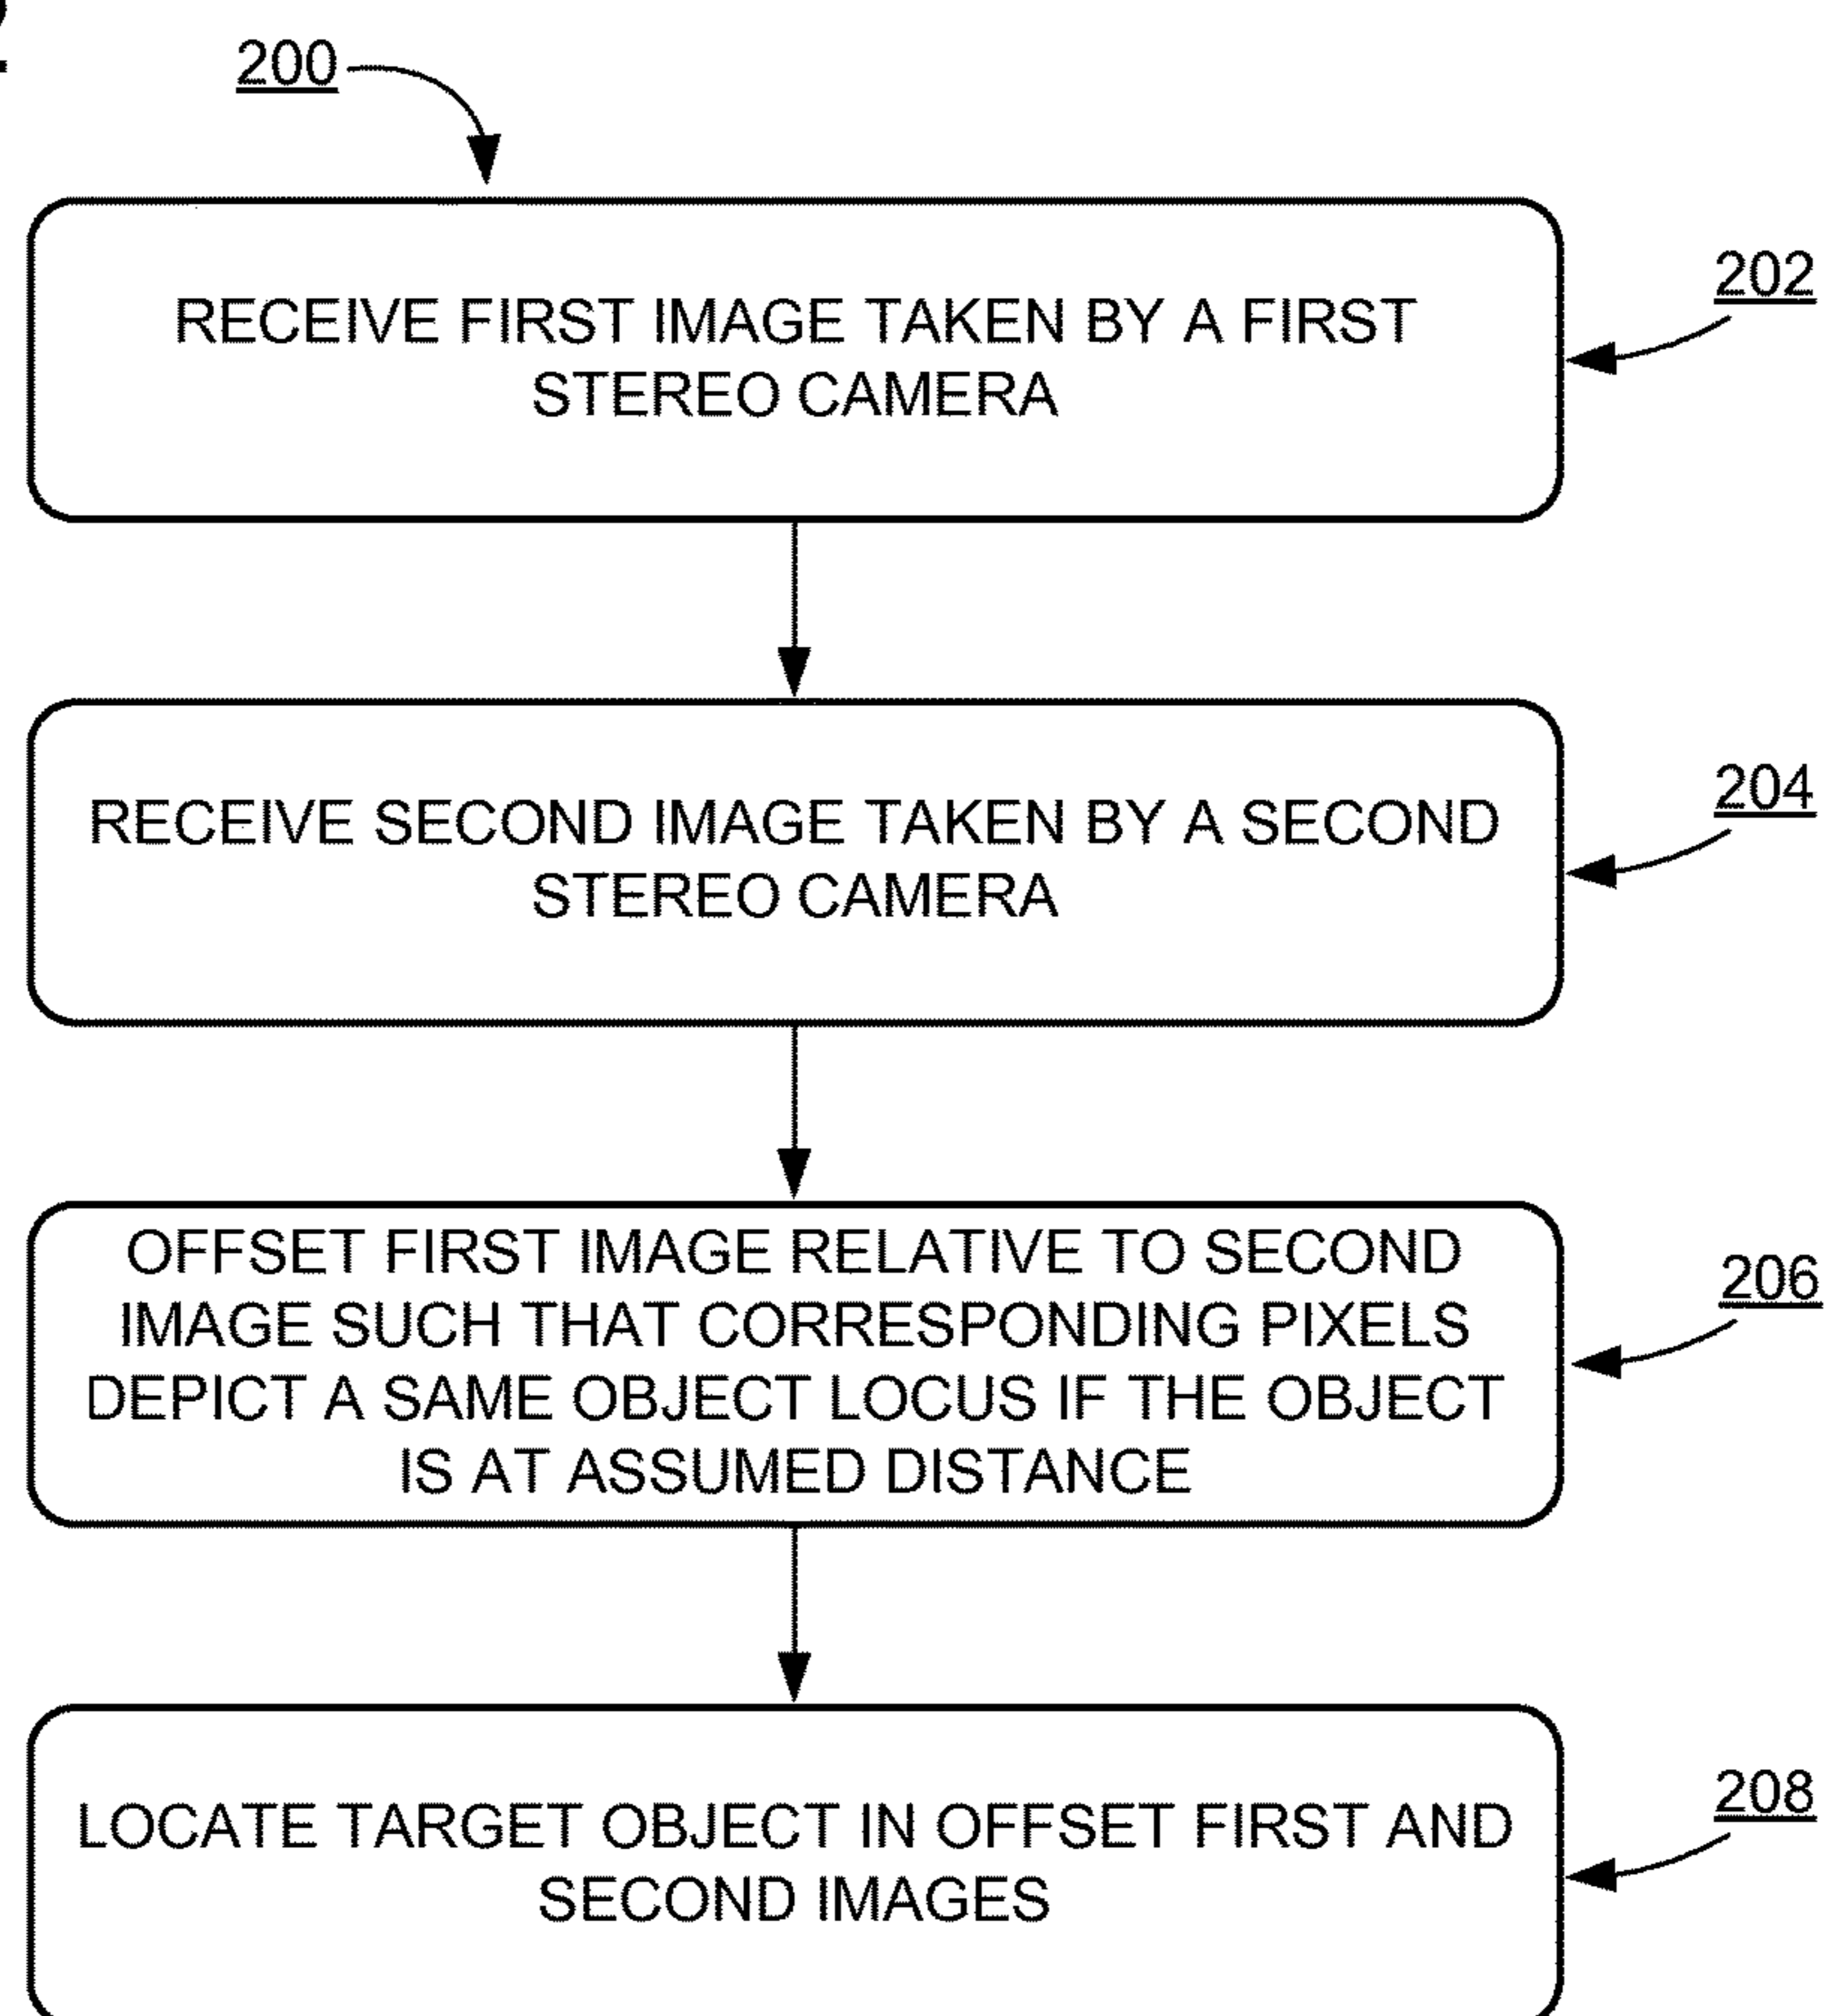 200
RECEIVE FIRST IMAGE TAKEN BY A FIRST
STEREO CAMERA
202
RECEIVE SECOND IMAGE TAKEN BY A SECOND
STEREO CAMERA
204
OFFSET FIRST IMAGE RELATIVE TO SECOND
IMAGE SUCH THAT CORRESPONDING PIXELS
DEPICT A SAME OBJECT LOCUS IF THE OBJECT
IS AT ASSUMED DISTANCE
206
LOCATE TARGET OBJECT IN OFFSET FIRST AND
SECOND IMAGES
208